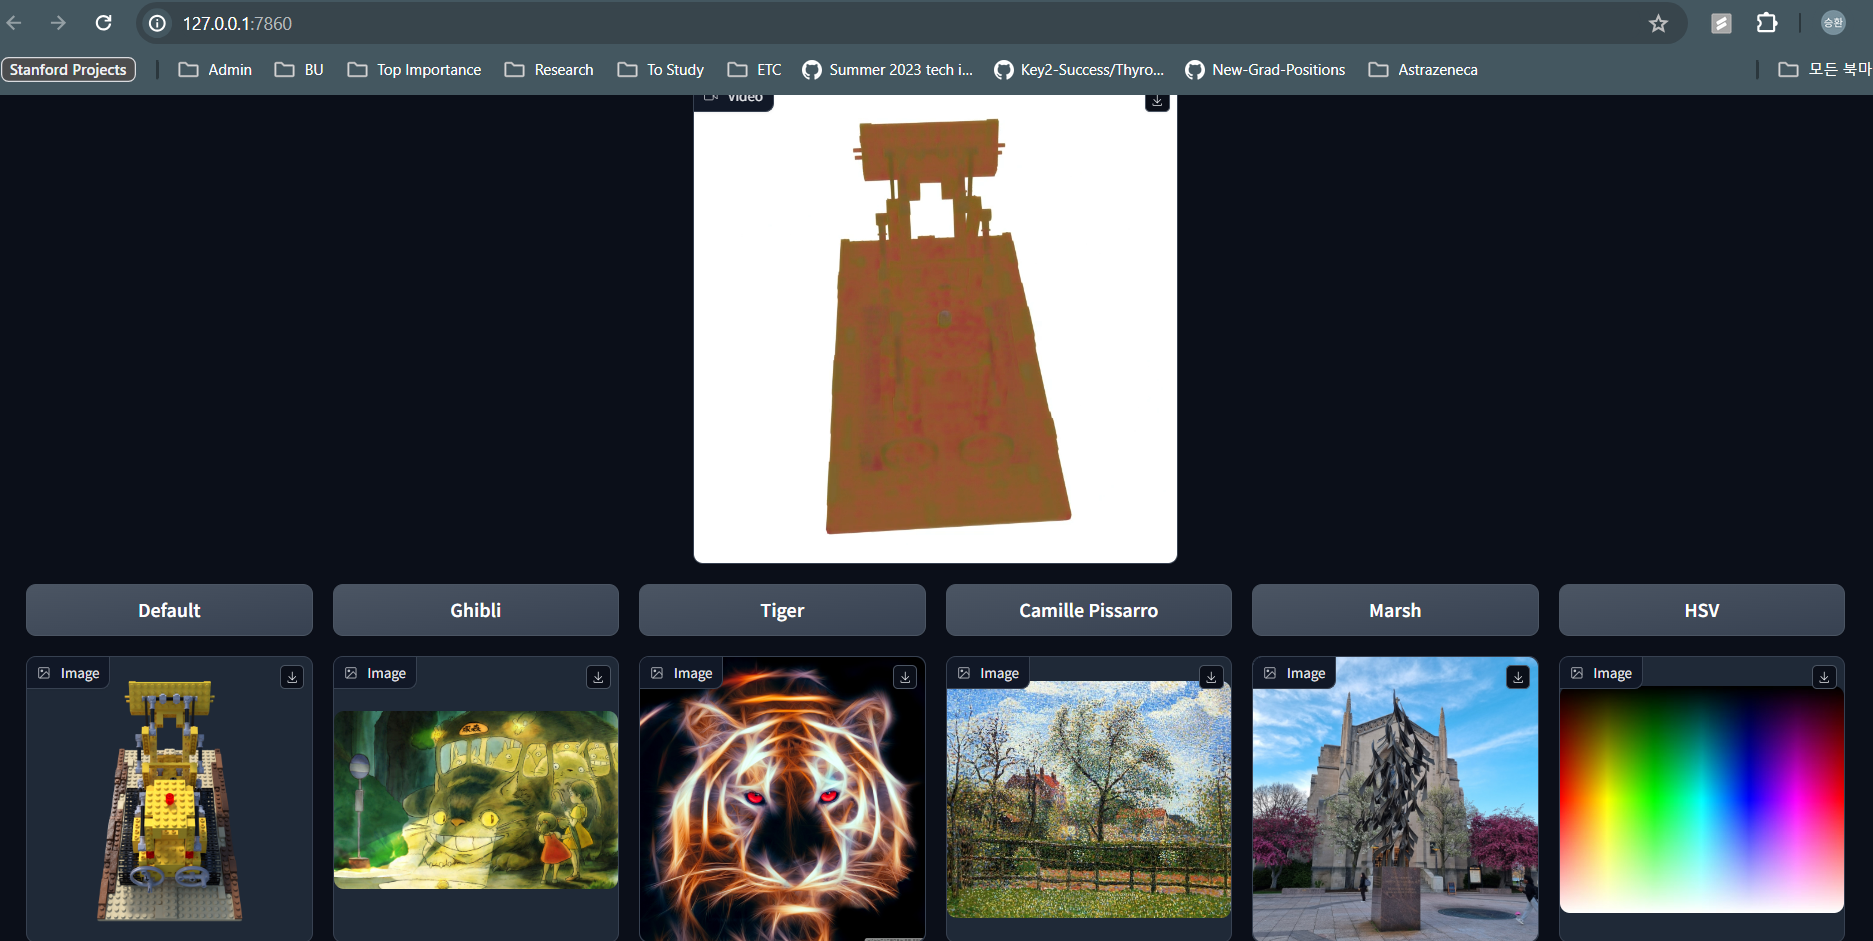 127.0.0.1:7860
승환
Stanford Projects
Admin
BU
Top Importance
Research
To Study
ETC
Summer 2023 tech i...
Key2-Success/Thyro...
New-Grad-Positions
Astrazeneca
모든 북마
Video
Default
Ghibli
Tiger
Camille Pissarro
Marsh
HSV
Image
Image
Image
Image
Image
Image